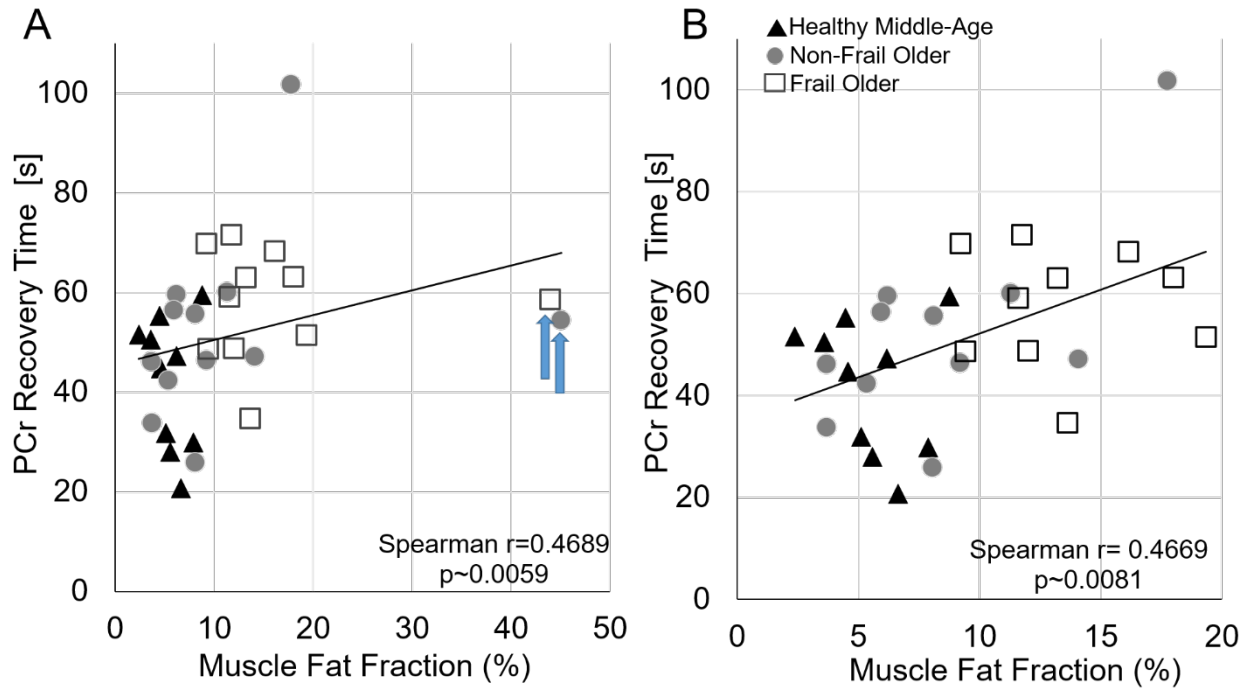 A
PCr Recovery Time [s]
100
80
60
40
20
0
0 10 20 30 40 50
Muscle Fat Fraction (%)
Spearman r=0.4689
p~0.0059
B
Healthy Middle-Age
Non-Frail Older
Frail Older
PCr Recovery Time [s]
100
80
60
40
20
0
0 5 10 15 20
Muscle Fat Fraction (%)
Spearman r= 0.4669
p~0.0081